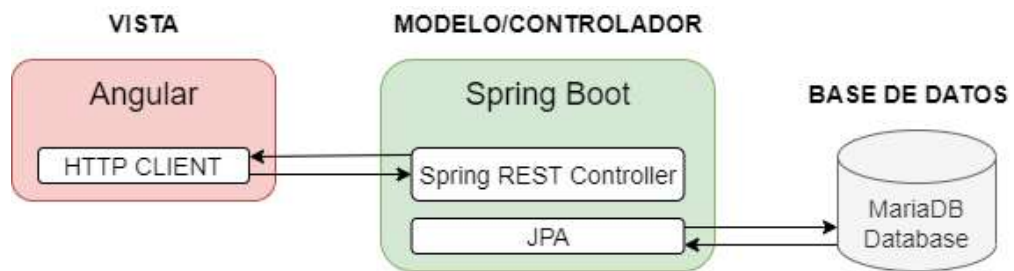 VISTA
MODELO/CONTROLADOR
Angular
Spring Boot
BASE DE DATOS
HTTP CLIENT
Spring REST Controller
MariaDB
Database
JPA